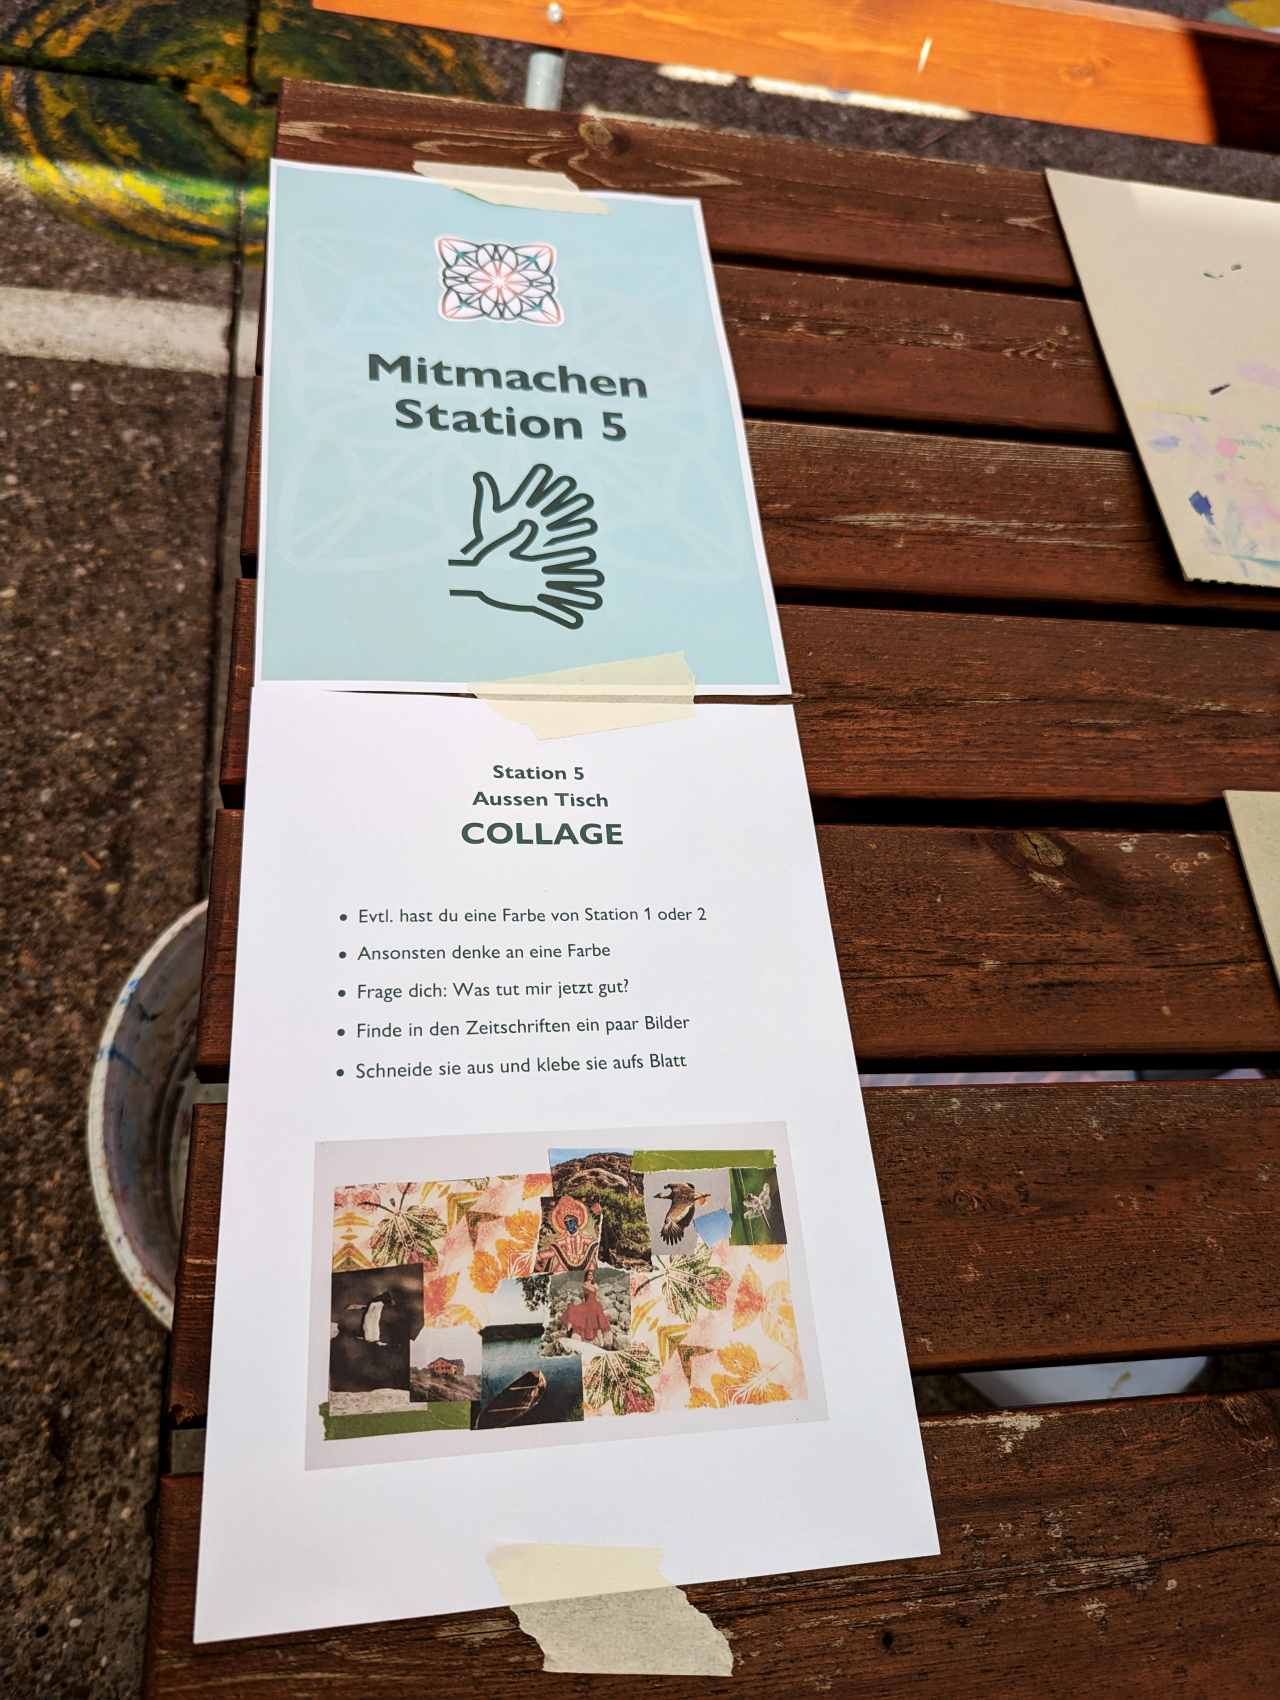 Mitmachen
Station 5
Station 5
Aussen Tisch
COLLAGE
• Evtl. hast du eine Farbe von Station 1 oder 2
• Ansonsten denke an eine Farbe
• Frage dich: Was tut mir jetzt gut?
• Finde in den Zeitschriften ein paar Bilder
• Schneide sie aus und klebe sie aufs Blatt